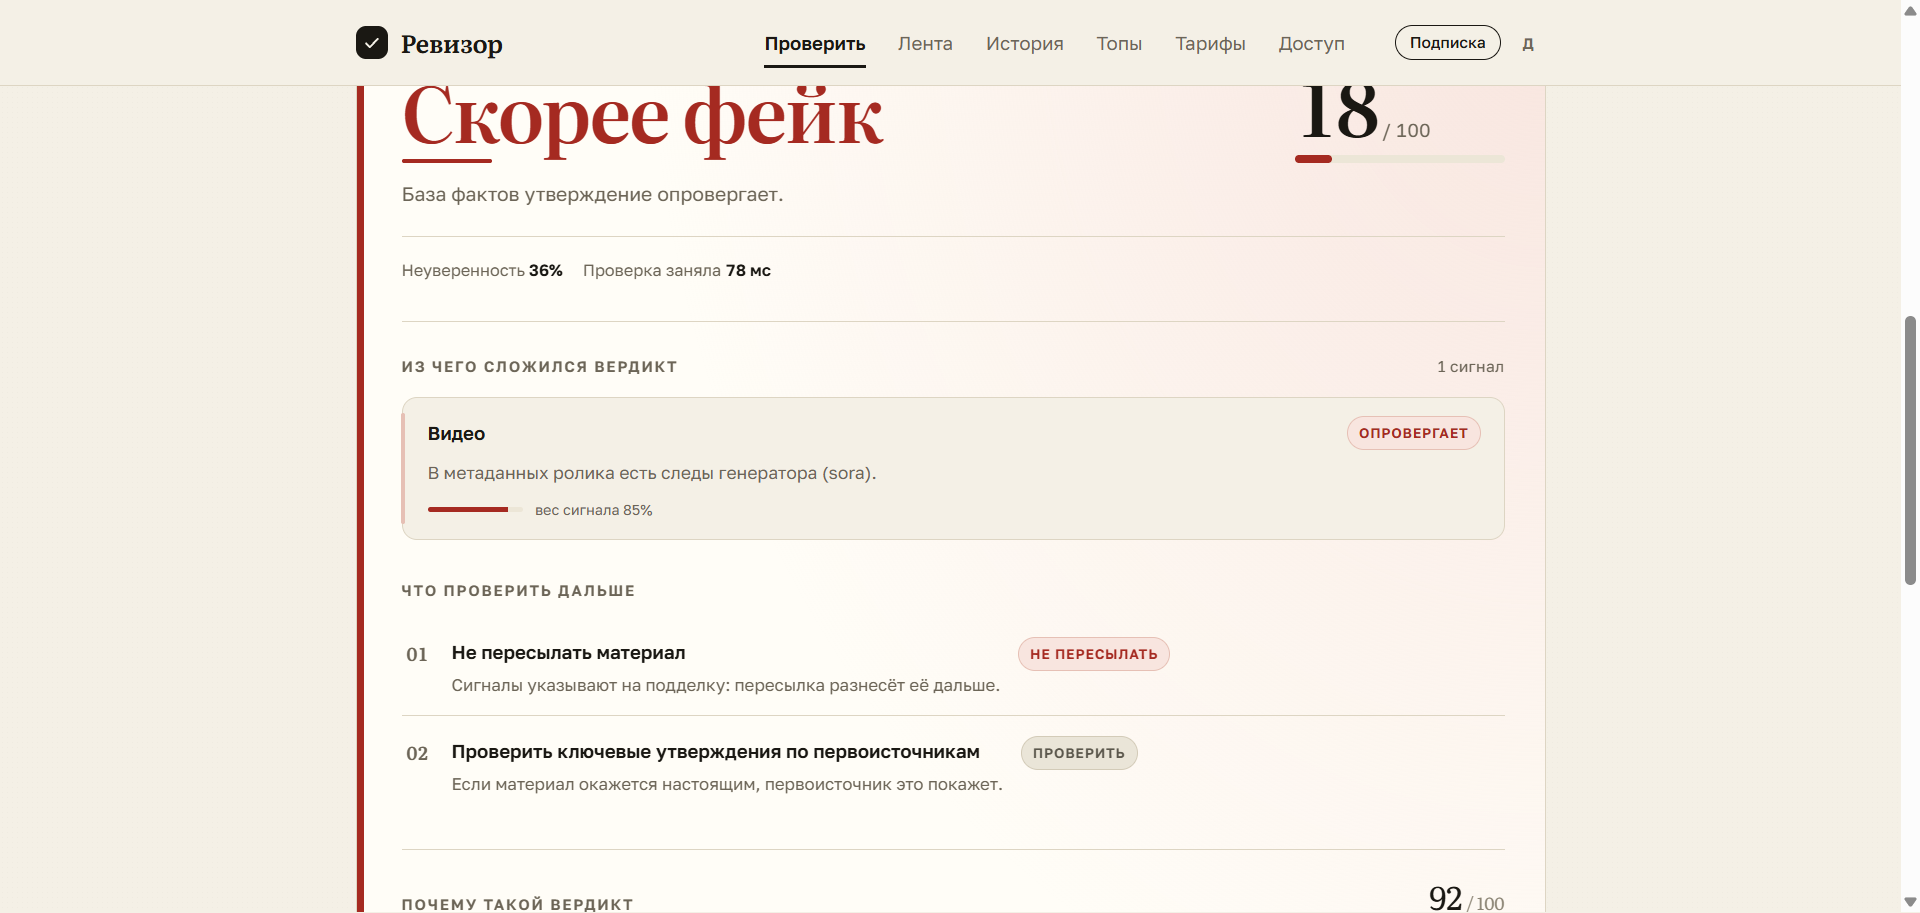 Ревизор
Проверить Лента История Топы Тарифы Доступ Подписка Д
Скорее фейк
18 / 100
База фактов утверждение опровергает.
Неуверенность 36% Проверка заняла 78 мс
ИЗ ЧЕГО СЛОЖИЛСЯ ВЕРДИКТ 1 сигнал
Видео ОПРОВЕРГАЕТ
В метаданных ролика есть следы генератора (sora).
вес сигнала 85%
ЧТО ПРОВЕРИТЬ ДАЛЬШЕ
01 Не пересылать материал НЕ ПЕРЕСЫЛАТЬ
Сигналы указывают на подделку: пересылка разнесёт её дальше.
02 Проверить ключевые утверждения по первоисточникам ПРОВЕРИТЬ
Если материал окажется настоящим, первоисточник это покажет.
ПОЧЕМУ ТАКОЙ ВЕРДИКТ 92 / 100